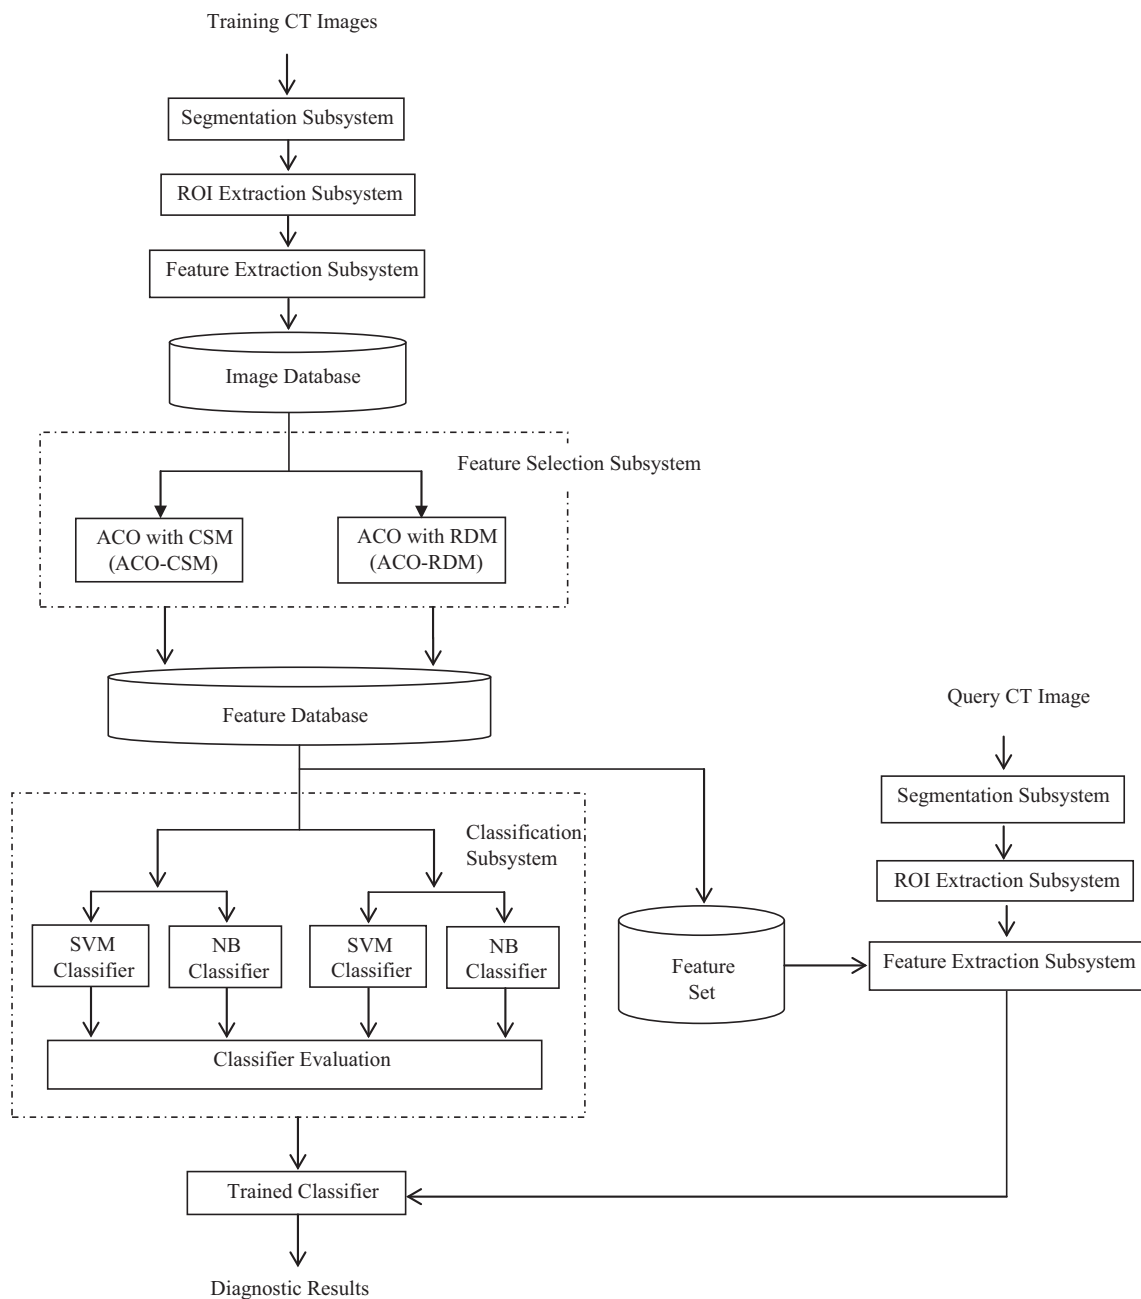 Training CT Images
Segmentation Subsystem
ROI Extraction Subsystem
Feature Extraction Subsystem
Image Database
Feature Selection Subsystem
ACO with CSM
(ACO-CSM)
ACO with RDM
(ACO-RDM)
Feature Database
Classification
Subsystem
SVM
Classifier
NB
Classifier
SVM
Classifier
NB
Classifier
Classifier Evaluation
Feature
Set
Query CT Image
Segmentation Subsystem
ROI Extraction Subsystem
Feature Extraction Subsystem
Trained Classifier
Diagnostic Results